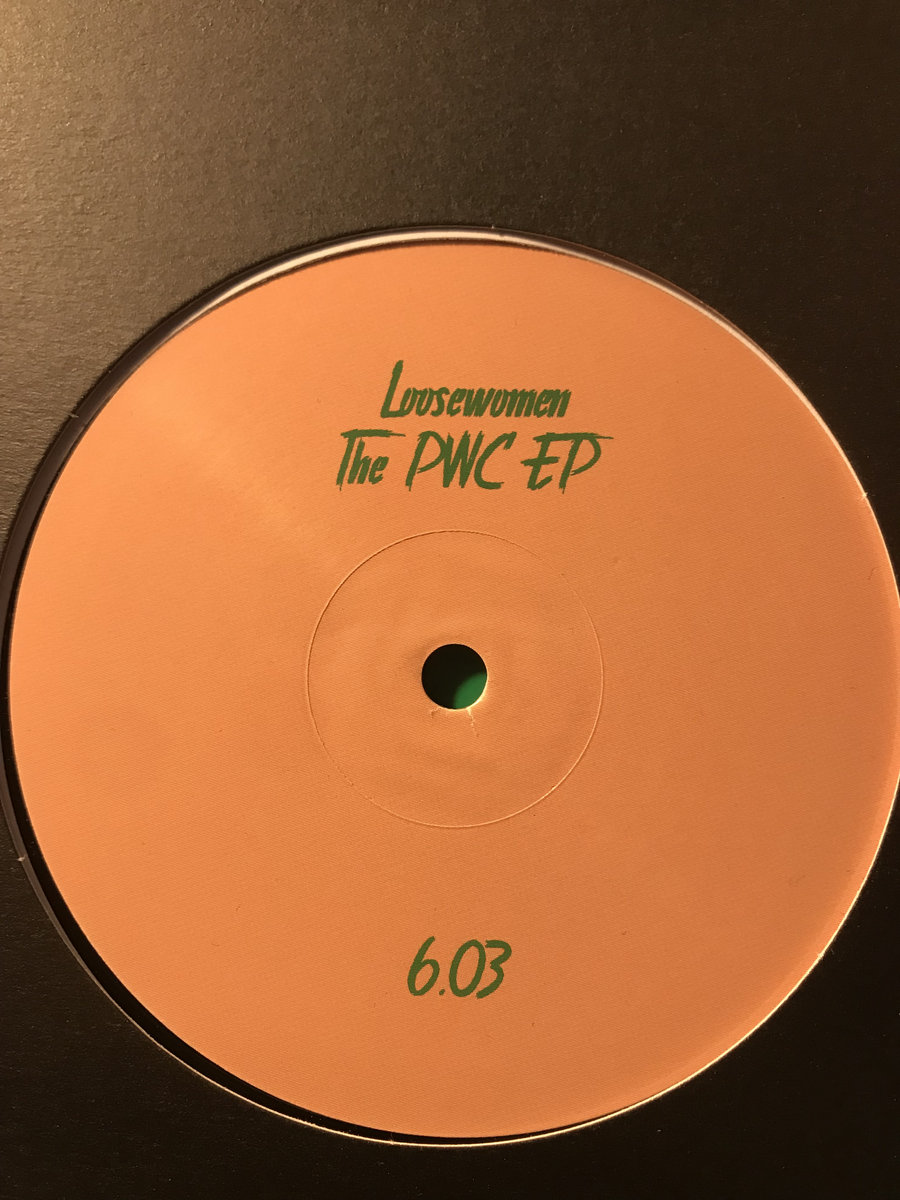 Loosewomen
The PWC EP
6.03